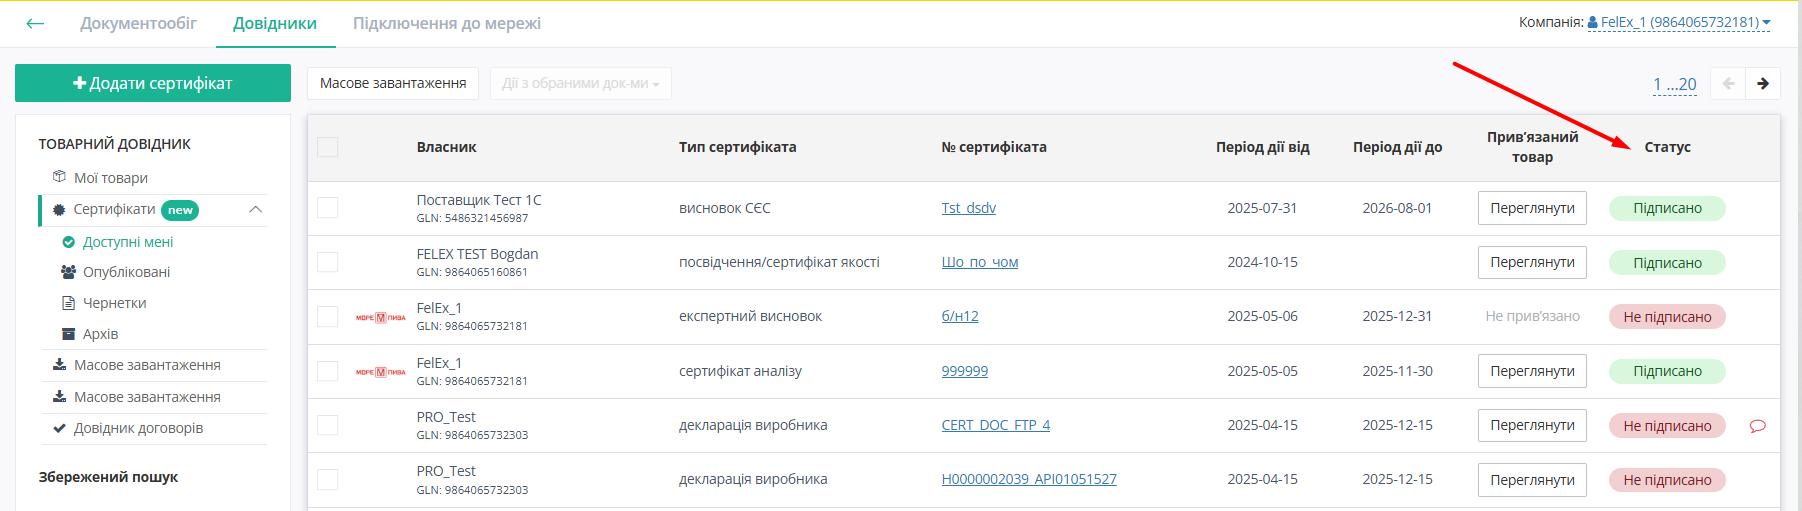 Документообіг Довідники Підключення до мережі Компанія: FelEx_1 (9864065732181)
Додати сертифікат Масове завантаження Дії з обраними док-ми 1 ...20
ТОВАРНИЙ ДОВІДНИК
Мої товари
Сертифікати new
Доступні мені
Опубліковані
Чернетки
Архів
Масове завантаження
Масове завантаження
Довідник договорів
Збережений пошук
Власник Тип сертифіката № сертифіката Період дії від Період дії до Прив'язаний товар Статус
Поставщик Тест 1С
GLN: 5486321456987 висновок СЄС Tst_dsdv 2025-07-31 2026-08-01 Переглянути Підписано
FELEX TEST Bogdan
GLN: 9864065160861 посвідчення/сертифікат якості Шо_по_чом 2024-10-15 Переглянути Підписано
МОРЕ М ПИВА FelEx_1
GLN: 9864065732181 експертний висновок б/н12 2025-05-06 2025-12-31 Не прив'язано Не підписано
МОРЕ М ПИВА FelEx_1
GLN: 9864065732181 сертифікат аналізу 999999 2025-05-05 2025-11-30 Переглянути Підписано
PRO_Test
GLN: 9864065732303 декларація виробника CERT_DOC_FTP_4 2025-04-15 2025-12-15 Переглянути Не підписано
PRO_Test
GLN: 9864065732303 декларація виробника H0000002039_API01051527 2025-04-15 2025-12-15 Переглянути Не підписано